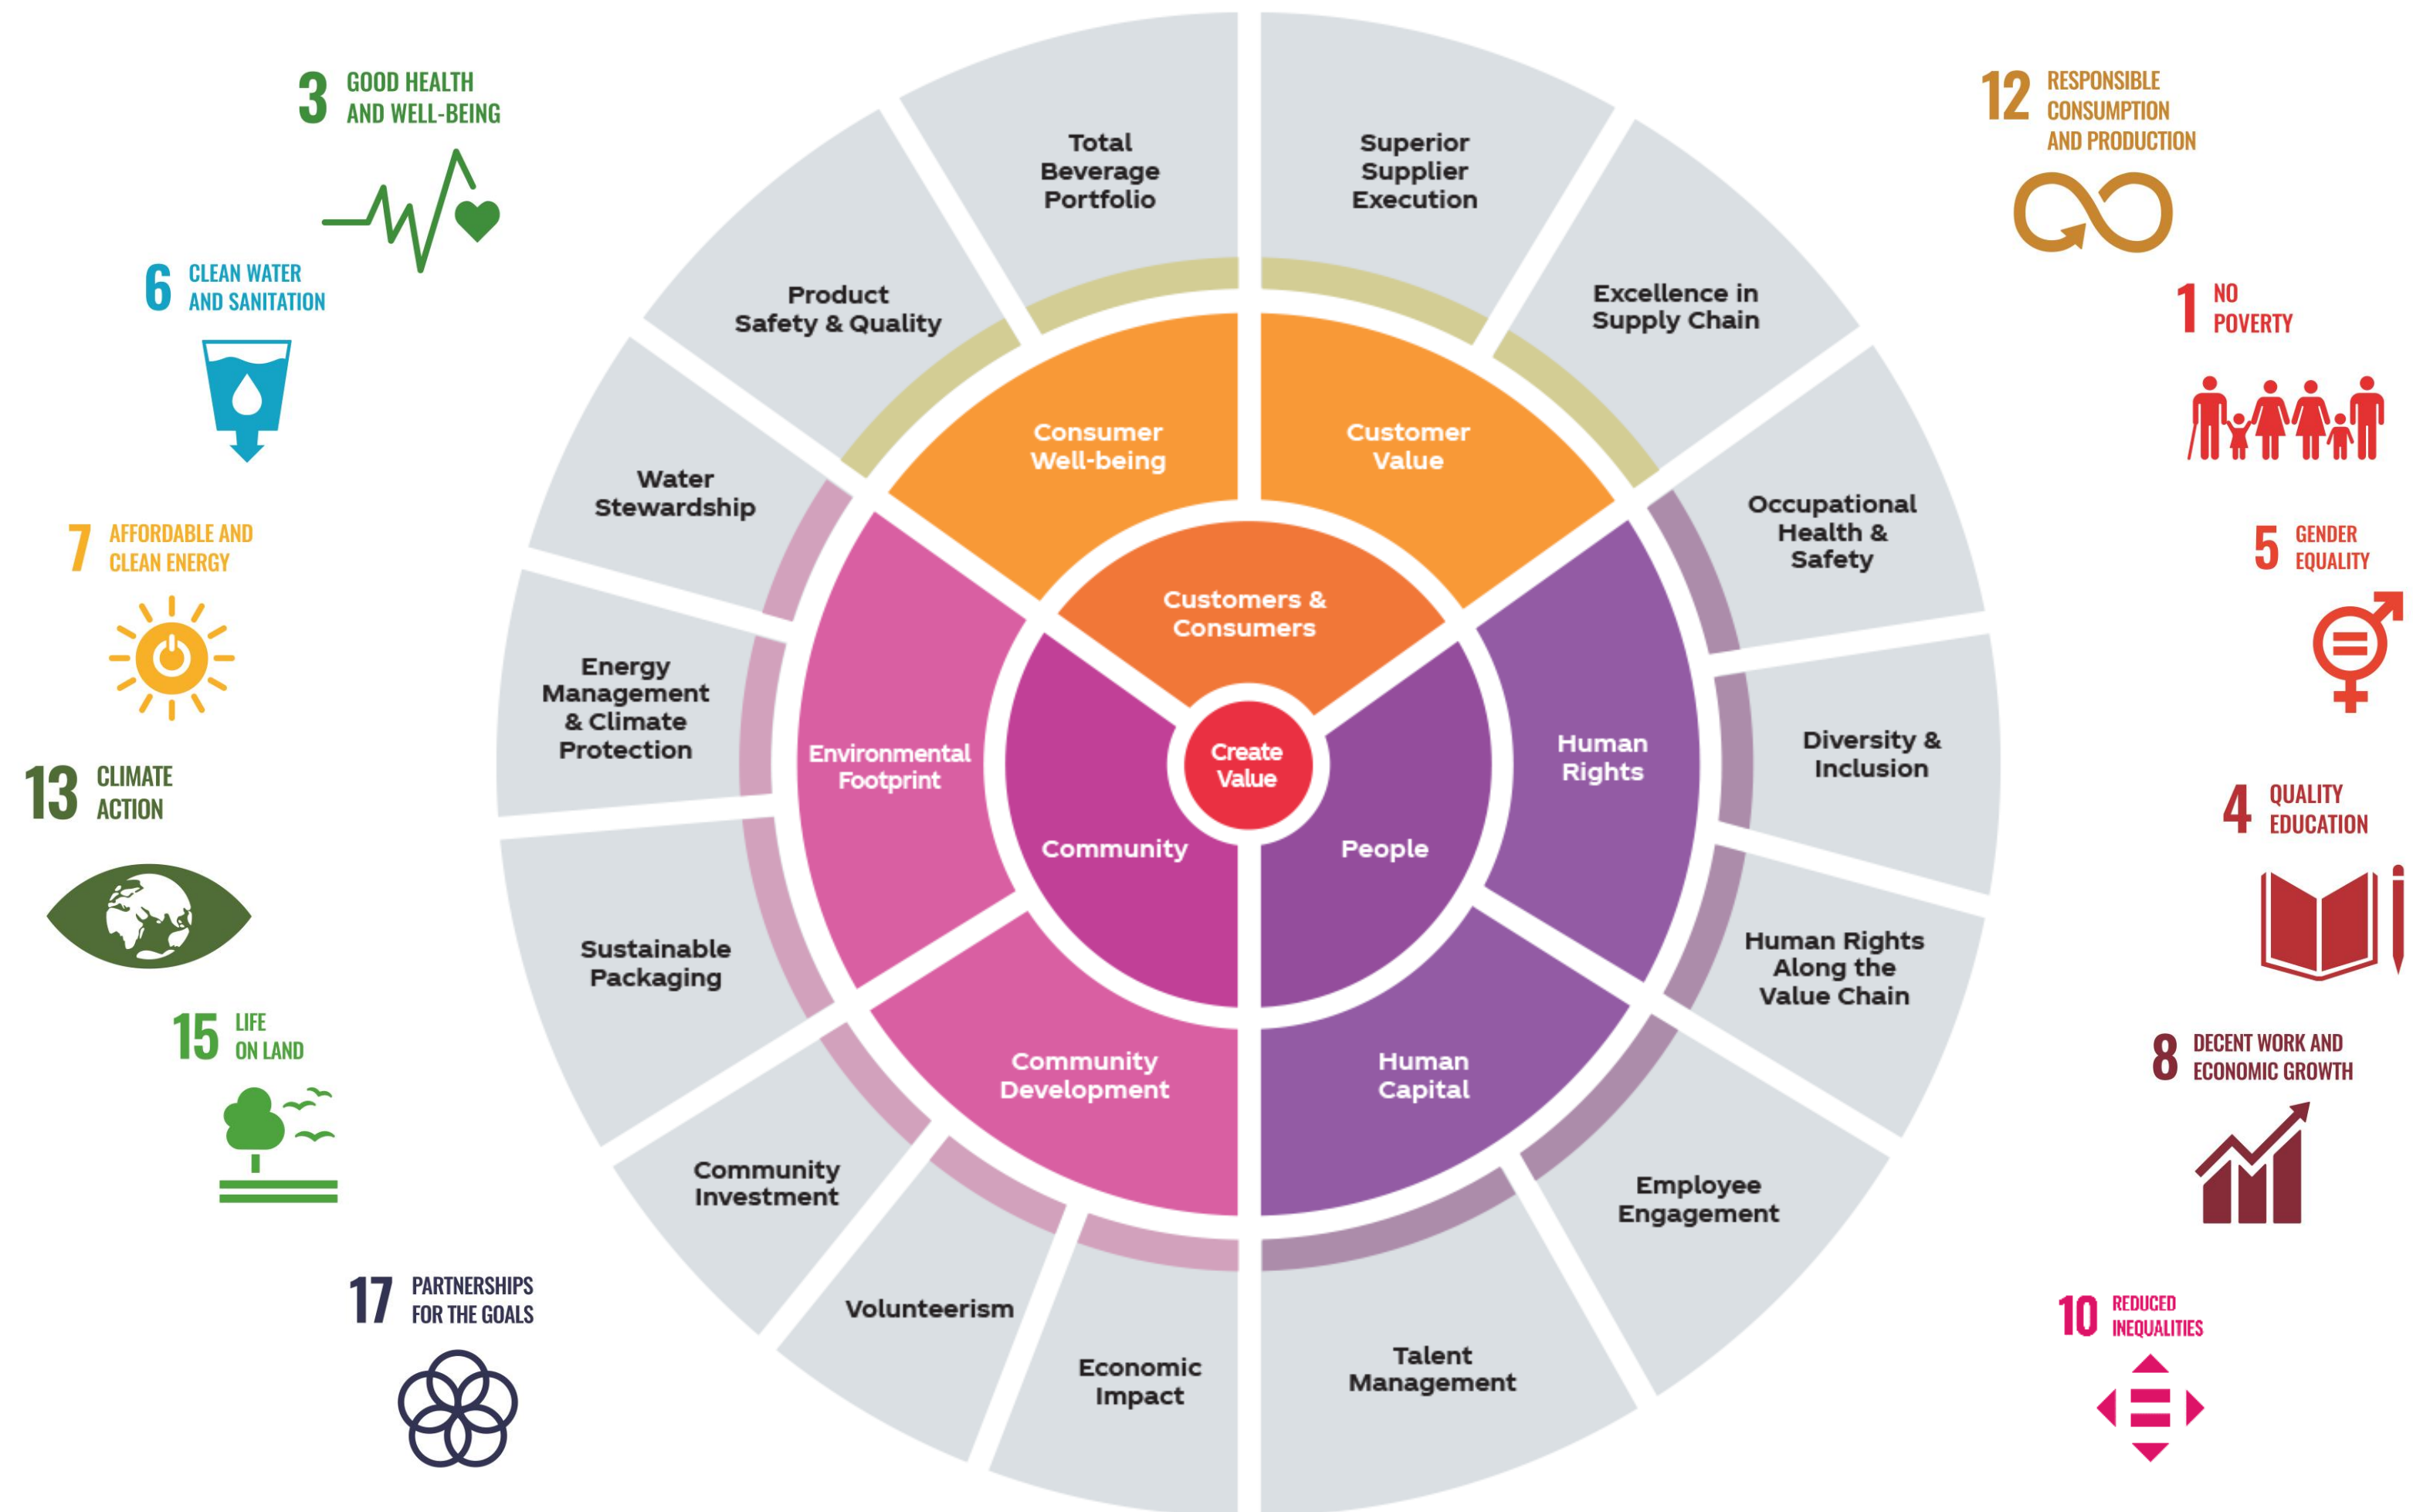 3
GOOD HEALTH
AND WELL-BEING
6
CLEAN WATER
AND SANITATION
7
AFFORDABLE AND
CLEAN ENERGY
13
CLIMATE
ACTION
15
LIFE
ON LAND
17
PARTNERSHIPS
FOR THE GOALS
Total
Beverage
Portfolio
Superior
Supplier
Execution
Product
Safety & Quality
Excellence in
Supply Chain
Water
Stewardship
Occupational
Health &
Safety
Energy
Management
& Climate
Protection
Diversity &
Inclusion
Sustainable
Packaging
Human Rights
Along the
Value Chain
Community
Investment
Employee
Engagement
Volunteerism
Economic
Impact
Talent
Management
Consumer
Well-being
Customer
Value
Environmental
Footprint
Human
Rights
Community
Development
Human
Capital
Customers &
Consumers
Community
People
Create
Value
12
RESPONSIBLE
CONSUMPTION
AND PRODUCTION
1
NO
POVERTY
5
GENDER
EQUALITY
4
QUALITY
EDUCATION
8
DECENT WORK AND
ECONOMIC GROWTH
10
REDUCED
INEQUALITIES